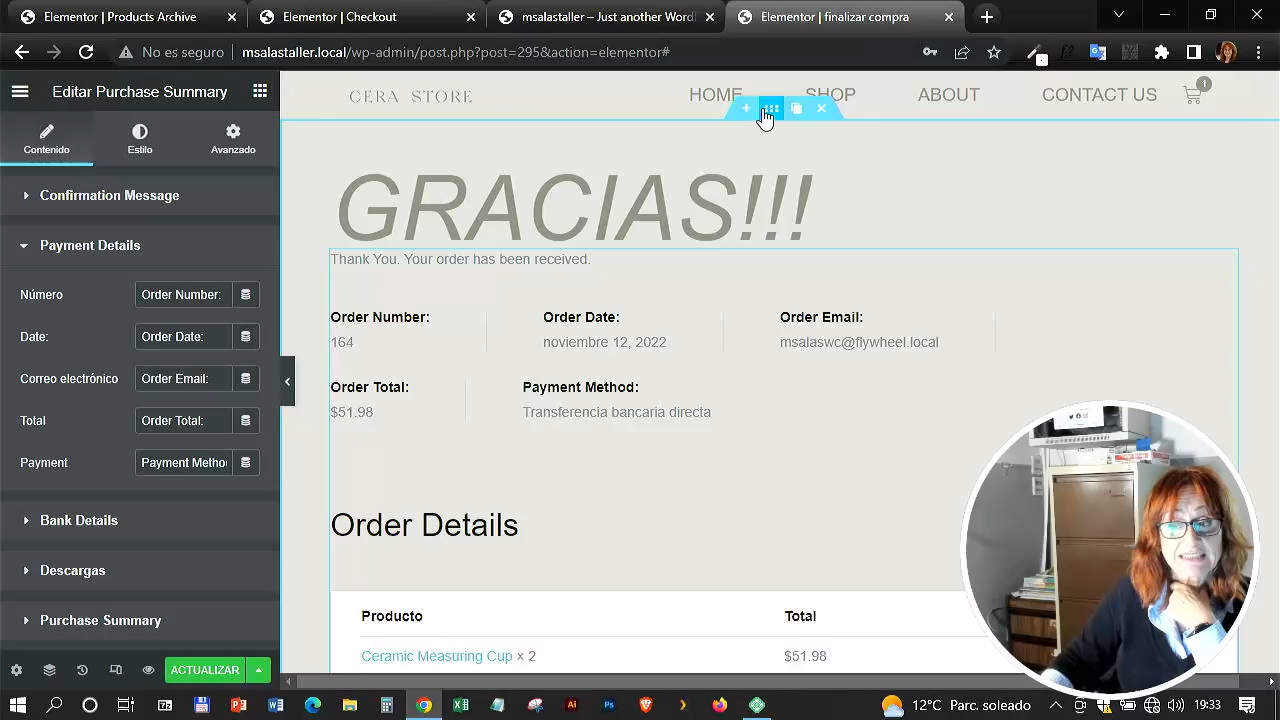 Elementor | Products Archive
Elementor | Checkout
msalastaller – Just another Word
Elementor | finalizar compra
No es seguro
msalastaller.local/wp-admin/post.php?post=295&action=elementor#
Editar Purchase Summary
Contenido
Estilo
Avanzado
Confirmation Message
Payment Details
Número
Order Number:
Date:
Order Date:
Correo electrónico
Order Email:
Total
Order Total:
Payment
Payment Metho
Bank Details
Descargas
Purchase Summary
ACTUALIZAR
CERA STORE
HOME
SHOP
ABOUT
CONTACT US
1
GRACIAS!!!
Thank You. Your order has been received.
Order Number:
164
Order Date:
noviembre 12, 2022
Order Email:
msalaswc@flywheel.local
Order Total:
$51.98
Payment Method:
Transferencia bancaria directa
Order Details
Producto
Total
Ceramic Measuring Cup × 2
$51.98
12°C Parc. soleado
19:33